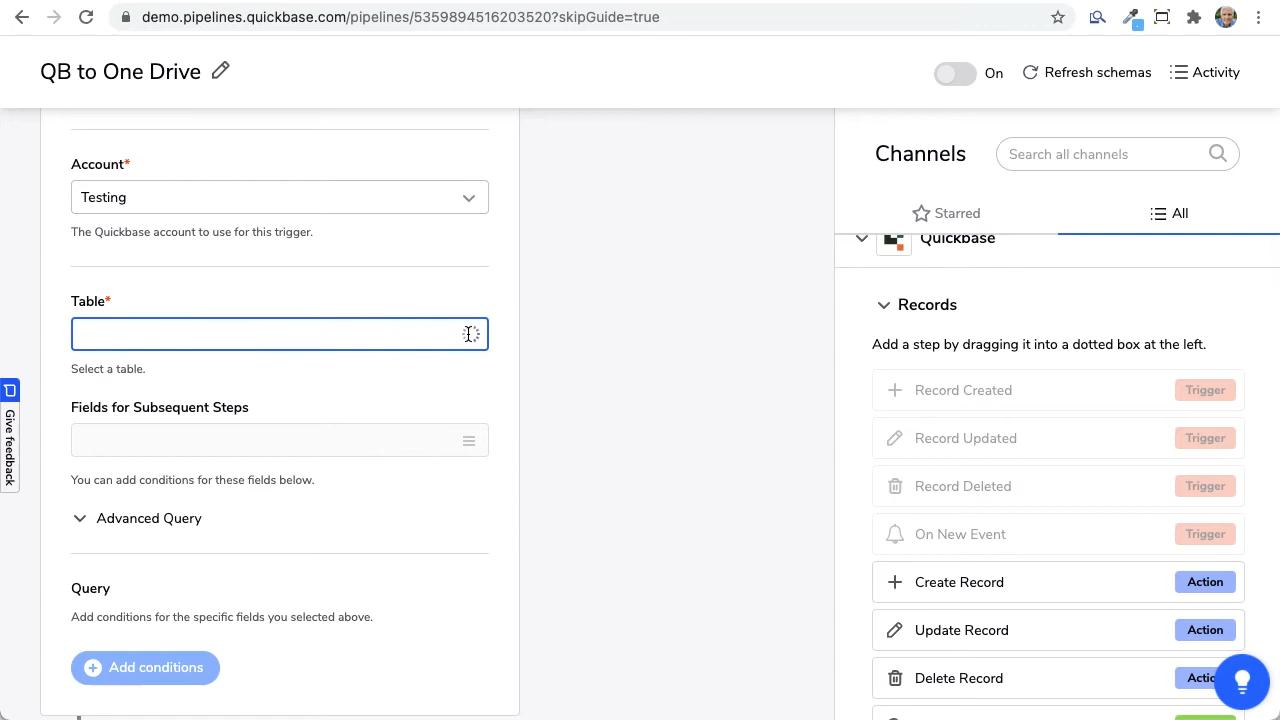 demo.pipelines.quickbase.com/pipelines/5359894516203520?skipGuide=true
QB to One Drive
On
Refresh schemas
Activity
Account*
Testing
The Quickbase account to use for this trigger.
Table*
Select a table.
Fields for Subsequent Steps
You can add conditions for these fields below.
Advanced Query
Query
Add conditions for the specific fields you selected above.
Add conditions
Give feedback
Channels
Search all channels
Starred
All
Quickbase
Records
Add a step by dragging it into a dotted box at the left.
Record Created Trigger
Record Updated Trigger
Record Deleted Trigger
On New Event Trigger
Create Record Action
Update Record Action
Delete Record Actio